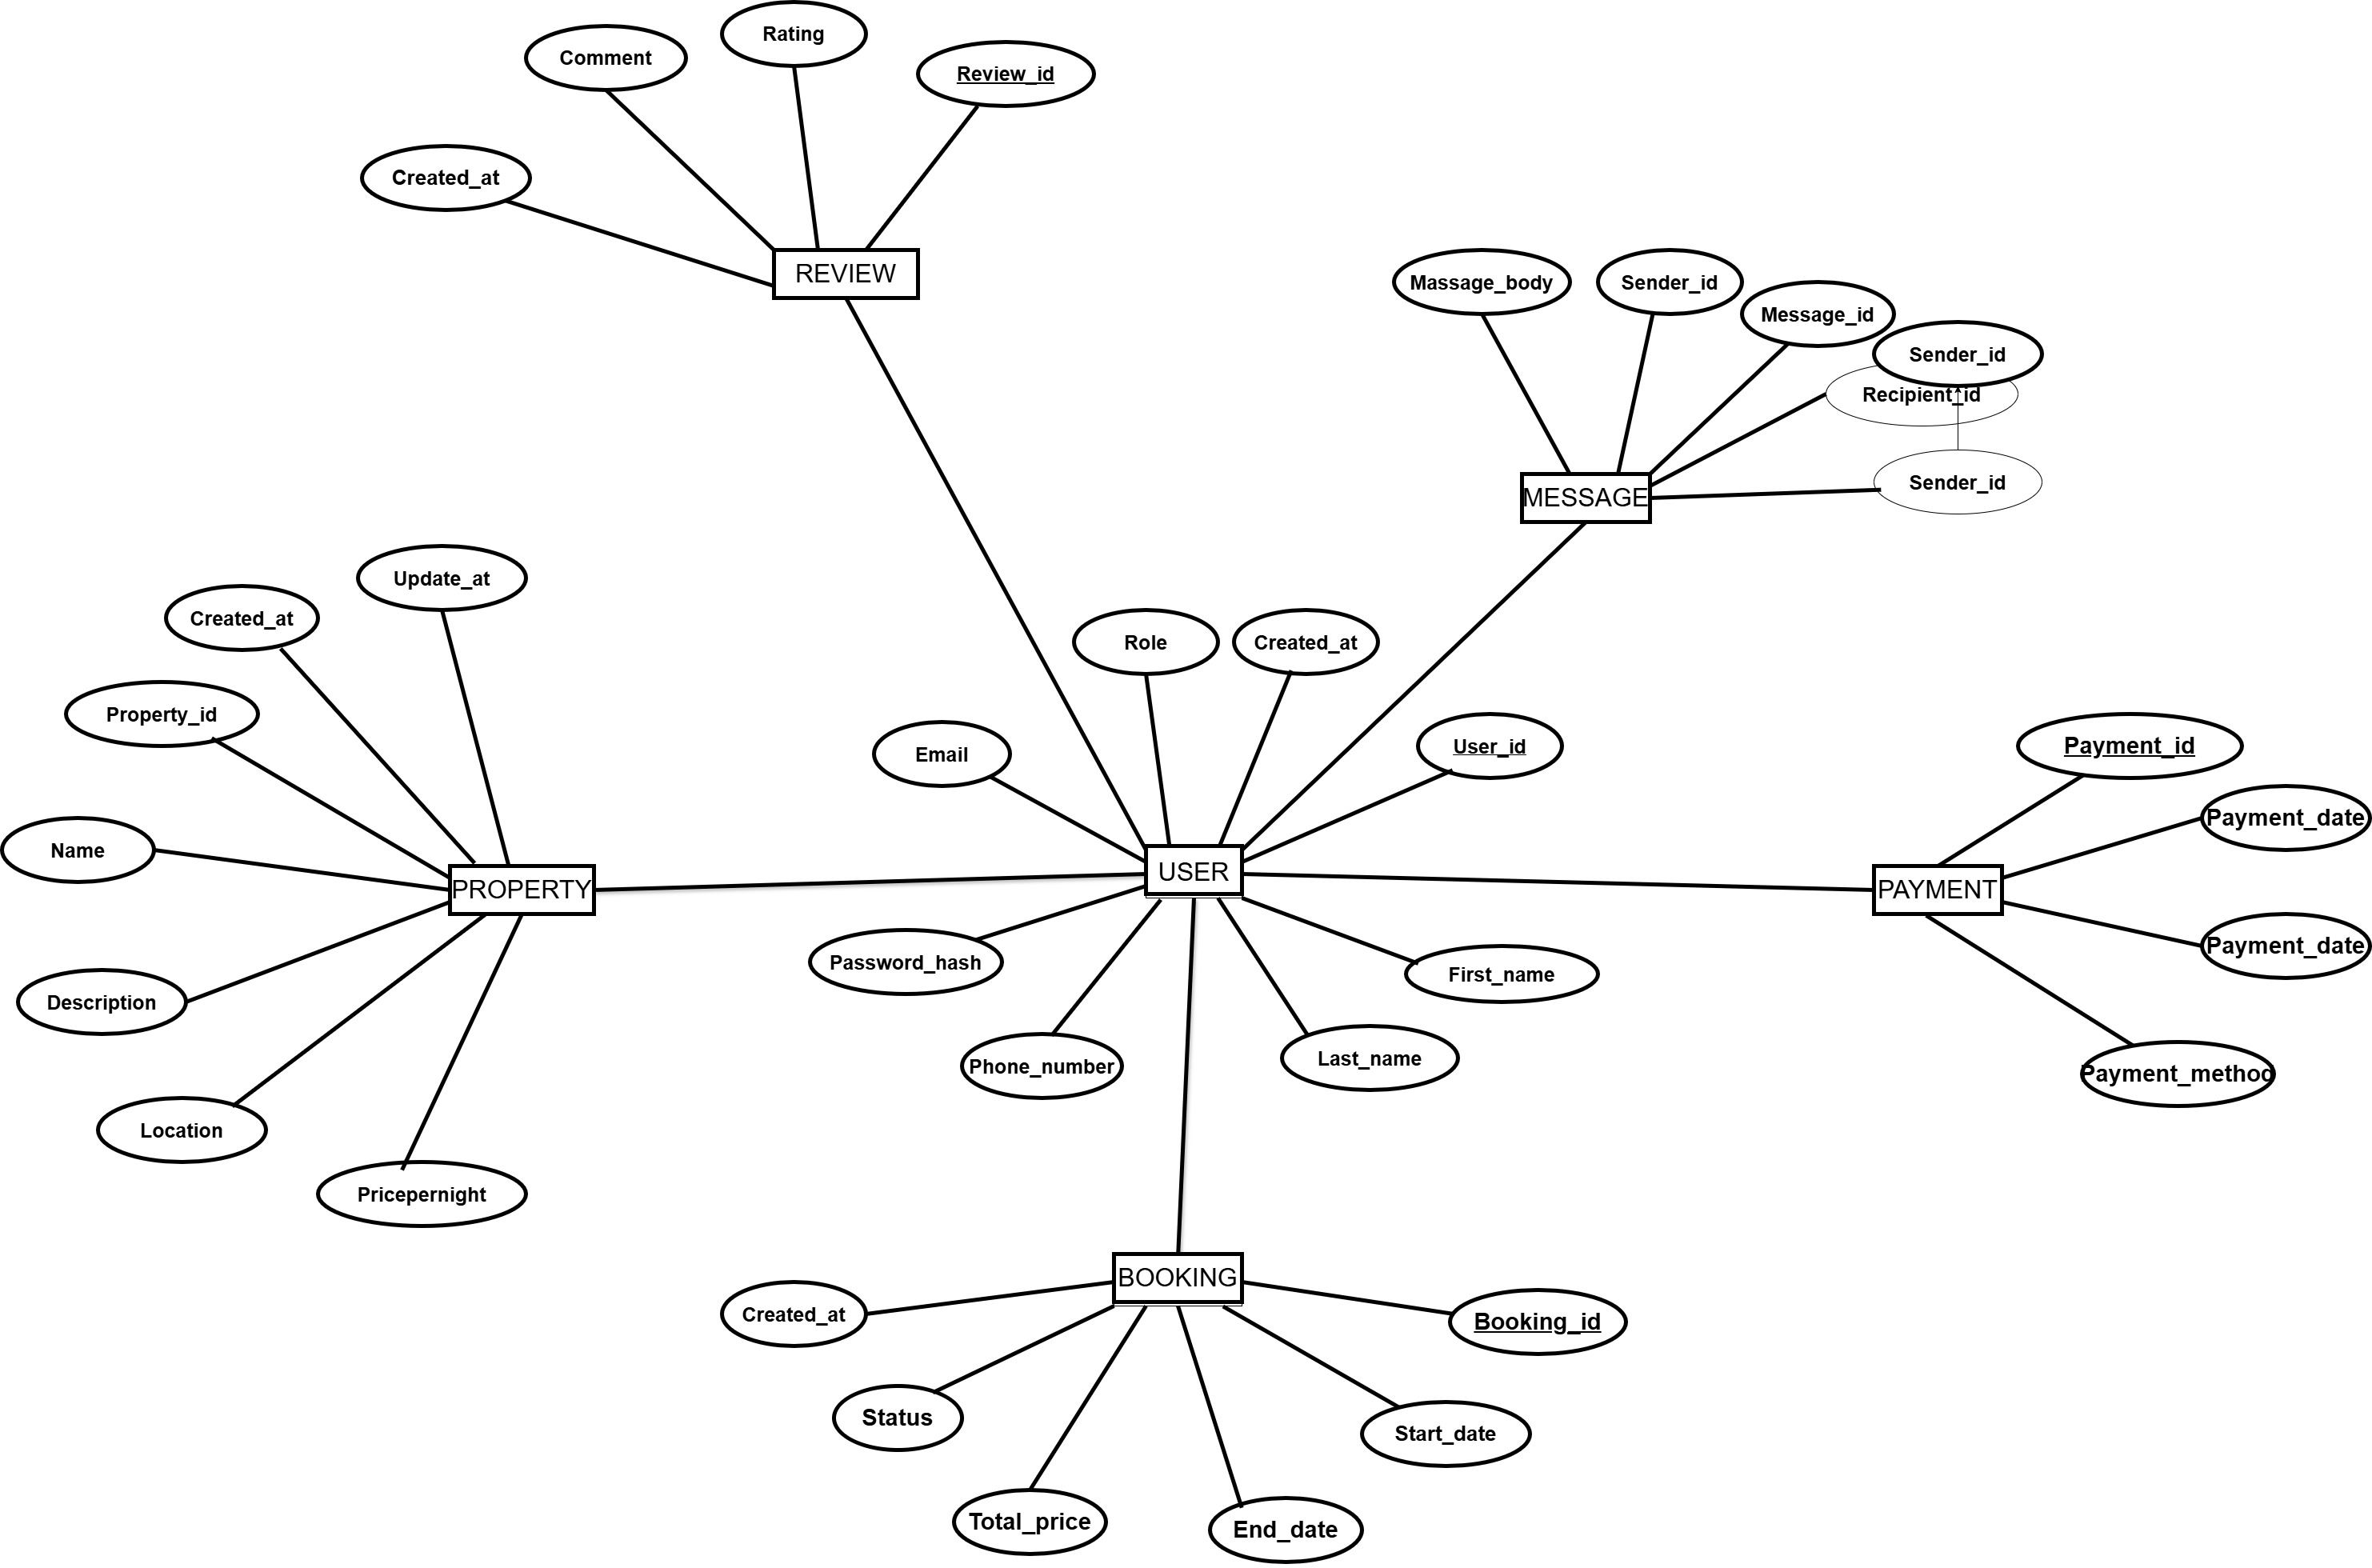 Rating
Comment
Review_id
Created_at
REVIEW
Massage_body
Sender_id
Message_id
Sender_id
Recipient_id
Sender_id
MESSAGE
Update_at
Created_at
Property_id
Name
PROPERTY
Description
Location
Pricepernight
Role
Created_at
Email
User_id
USER
Password_hash
First_name
Phone_number
Last_name
Payment_id
Payment_date
PAYMENT
Payment_date
Payment_method
BOOKING
Created_at
Booking_id
Status
Start_date
Total_price
End_date